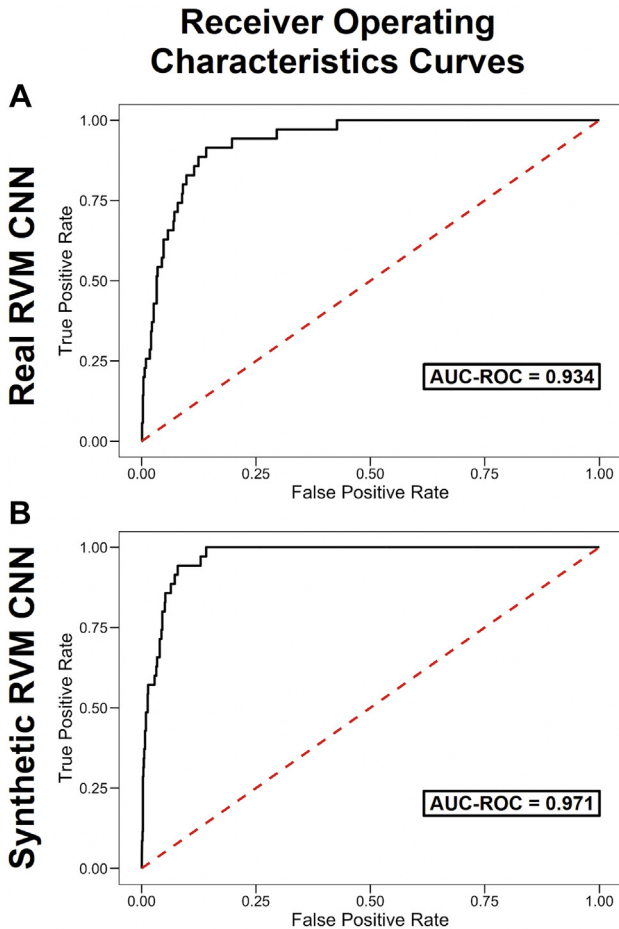 Receiver Operating
Characteristics Curves
A
Real RVM CNN
True Positive Rate
1.00
0.75
0.50
0.25
0.00
AUC-ROC = 0.934
0.00 0.25 0.50 0.75 1.00
False Positive Rate
B
Synthetic RVM CNN
True Positive Rate
1.00
0.75
0.50
0.25
0.00
AUC-ROC = 0.971
0.00 0.25 0.50 0.75 1.00
False Positive Rate